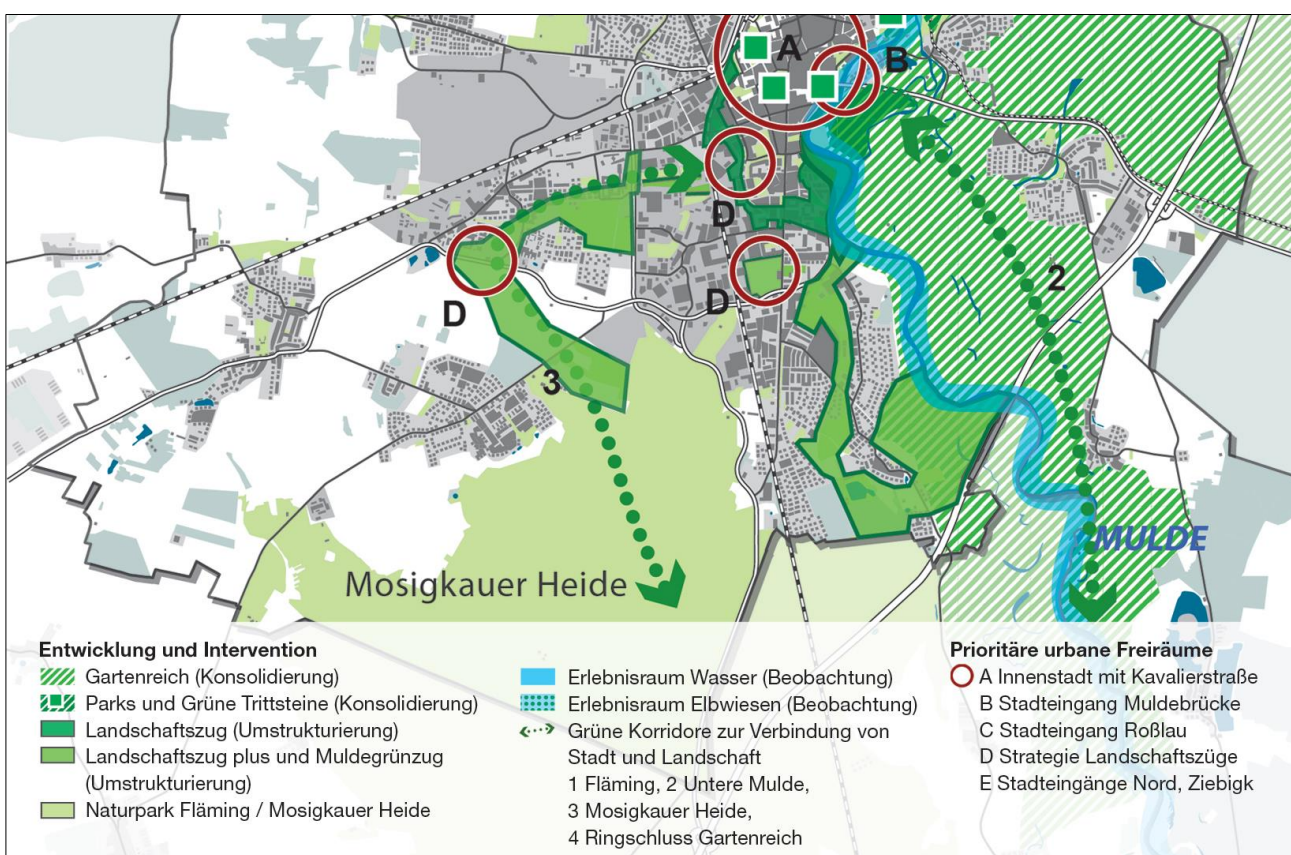 A
B
D
2
D
D
3
MULDE
Mosigkauer Heide
Entwicklung und Intervention
Gartenreich (Konsolidierung)
Parks und Grüne Trittsteine (Konsolidierung)
Landschaftszug (Umstrukturierung)
Landschaftszug plus und Muldegrünzug
(Umstrukturierung)
Naturpark Fläming / Mosigkauer Heide
Erlebnisraum Wasser (Beobachtung)
Erlebnisraum Elbwiesen (Beobachtung)
Grüne Korridore zur Verbindung von
Stadt und Landschaft
1 Fläming, 2 Untere Mulde,
3 Mosigkauer Heide,
4 Ringschluss Gartenreich
Prioritäre urbane Freiräume
A Innenstadt mit Kavalierstraße
B Stadteingang Muldebrücke
C Stadteingang Roßlau
D Strategie Landschaftszüge
E Stadteingänge Nord, Ziebigk